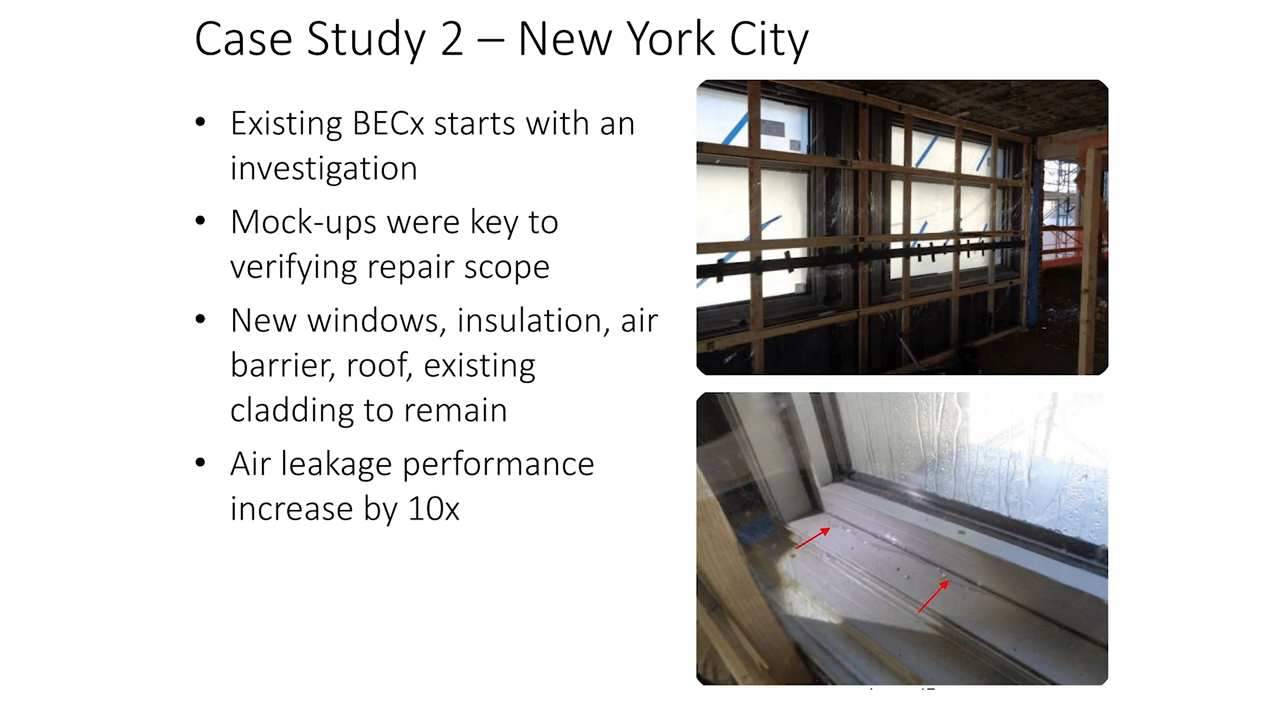 Case Study 2 – New York City
• Existing BECx starts with an
investigation
• Mock-ups were key to
verifying repair scope
• New windows, insulation, air
barrier, roof, existing
cladding to remain
• Air leakage performance
increase by 10x